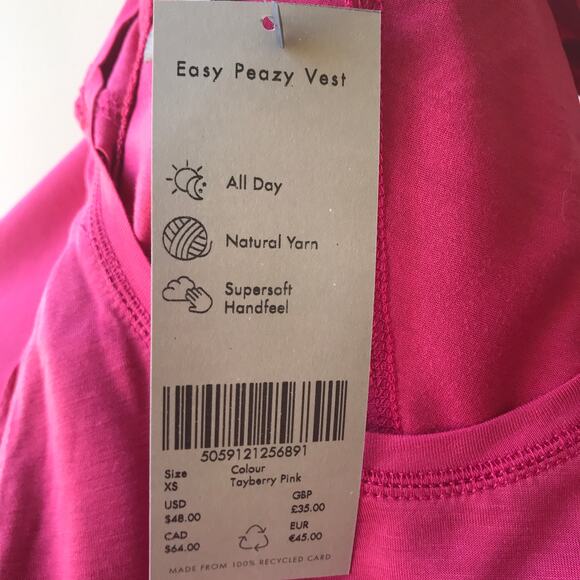 Easy Peazy Vest
All Day
Natural Yarn
Supersoft
Handfeel
5059121256891
Size
XS
Colour
Tayberry Pink
USD
$48.00
GBP
£35.00
CAD
$64.00
EUR
€45.00
MADE FROM 100% RECYCLED CARD